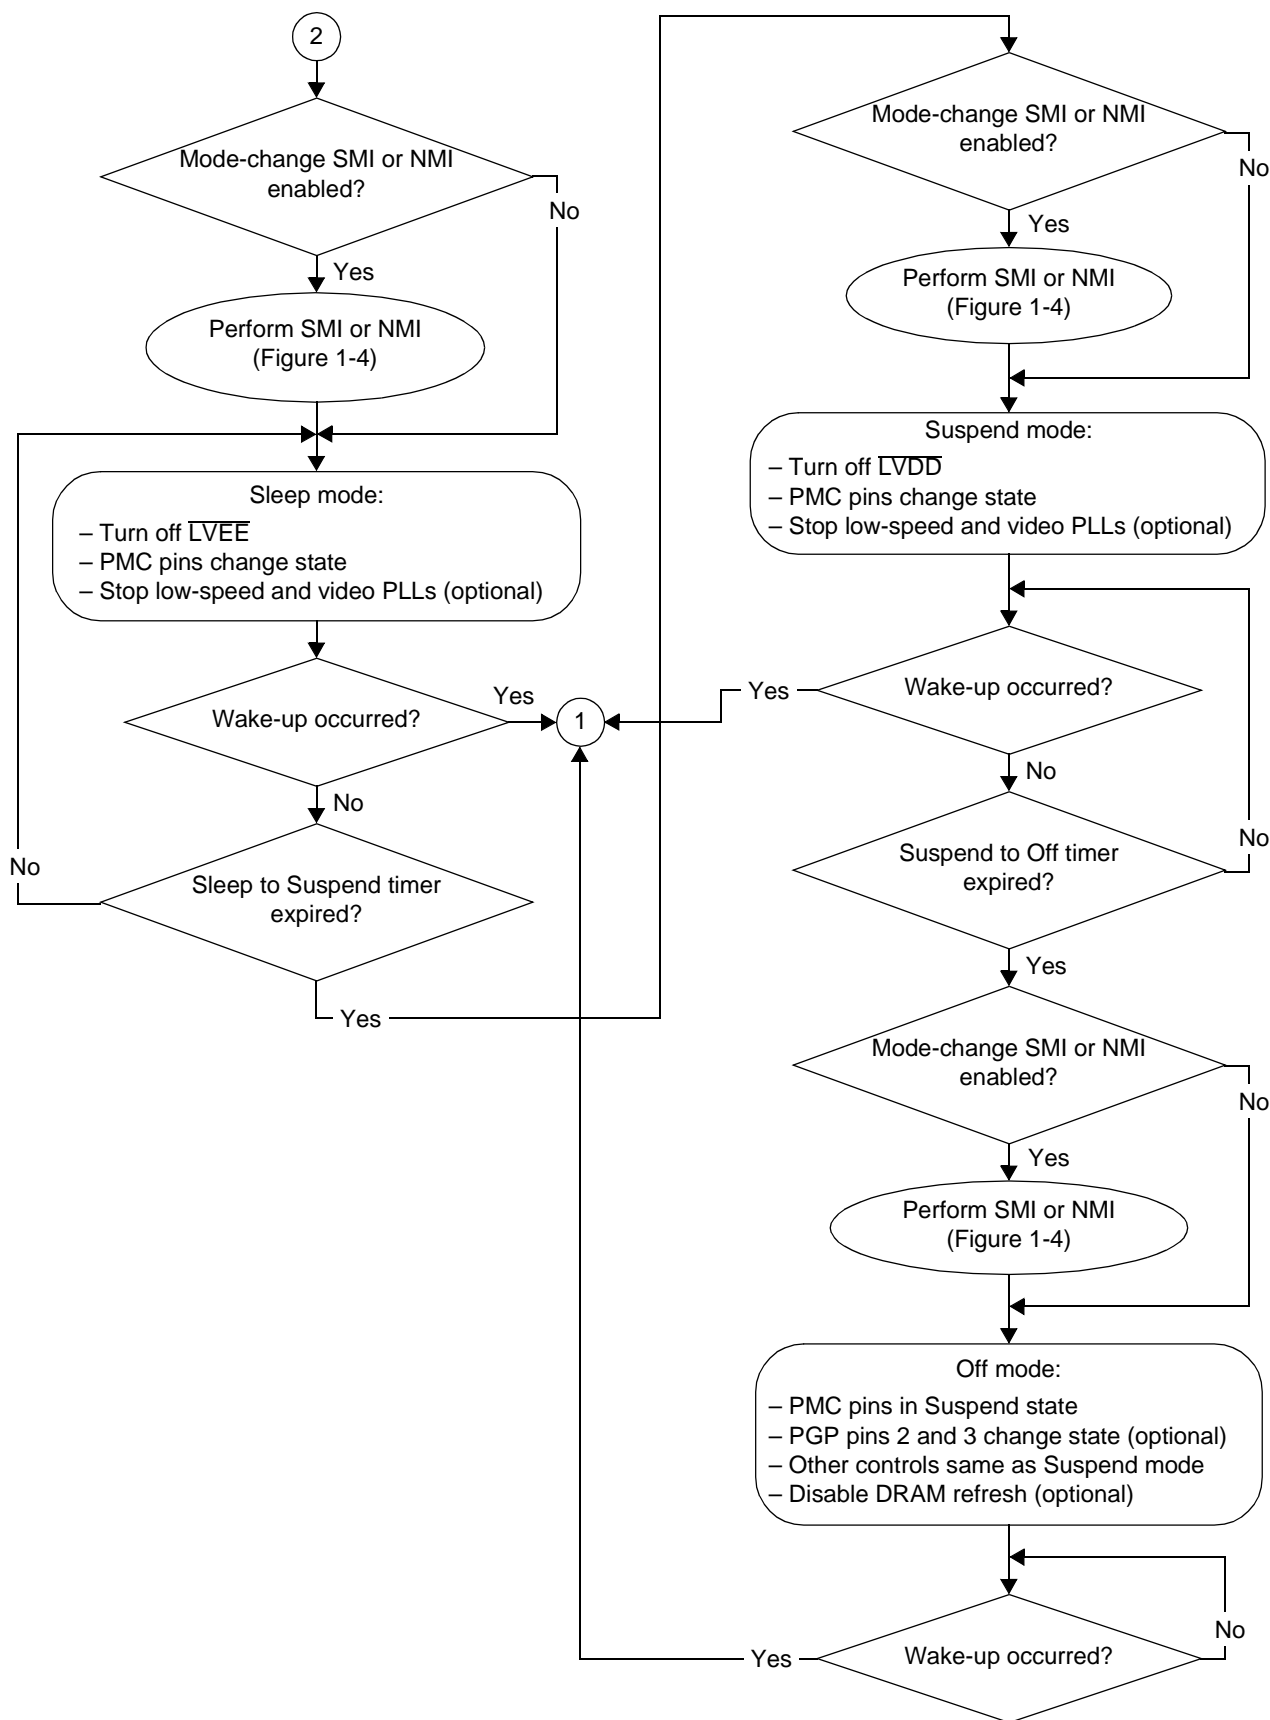 2
Mode-change SMI or NMI
enabled?
No
Yes
Perform SMI or NMI
(Figure 1-4)
Sleep mode:
– Turn off L̅V̅E̅E̅
– PMC pins change state
– Stop low-speed and video PLLs (optional)
Wake-up occurred?
Yes
1
No
Sleep to Suspend timer
expired?
No
Yes
Mode-change SMI or NMI
enabled?
No
Yes
Perform SMI or NMI
(Figure 1-4)
Suspend mode:
– Turn off L̅V̅D̅D̅
– PMC pins change state
– Stop low-speed and video PLLs (optional)
Wake-up occurred?
Yes
No
Suspend to Off timer
expired?
No
Yes
Mode-change SMI or NMI
enabled?
No
Yes
Perform SMI or NMI
(Figure 1-4)
Off mode:
– PMC pins in Suspend state
– PGP pins 2 and 3 change state (optional)
– Other controls same as Suspend mode
– Disable DRAM refresh (optional)
Wake-up occurred?
No
Yes